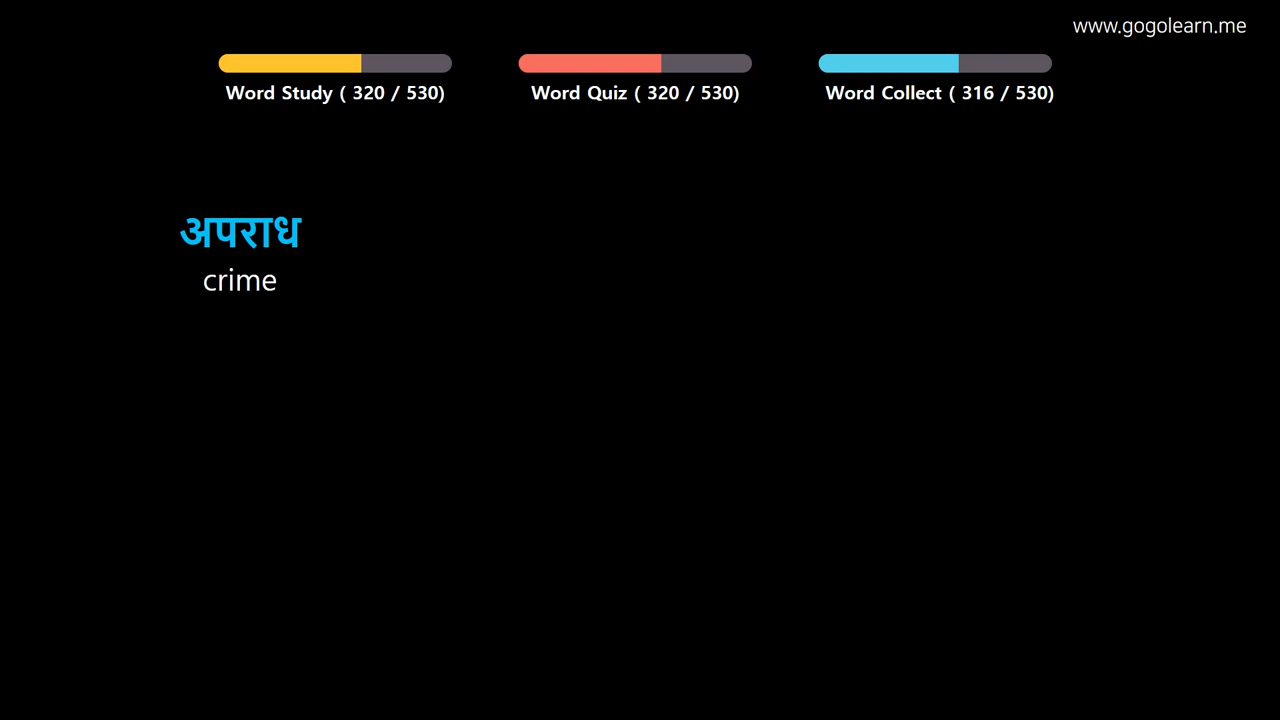 www.gogolearn.me
Word Study ( 320 / 530)
Word Quiz ( 320 / 530)
Word Collect ( 316 / 530)
अपराध
crime